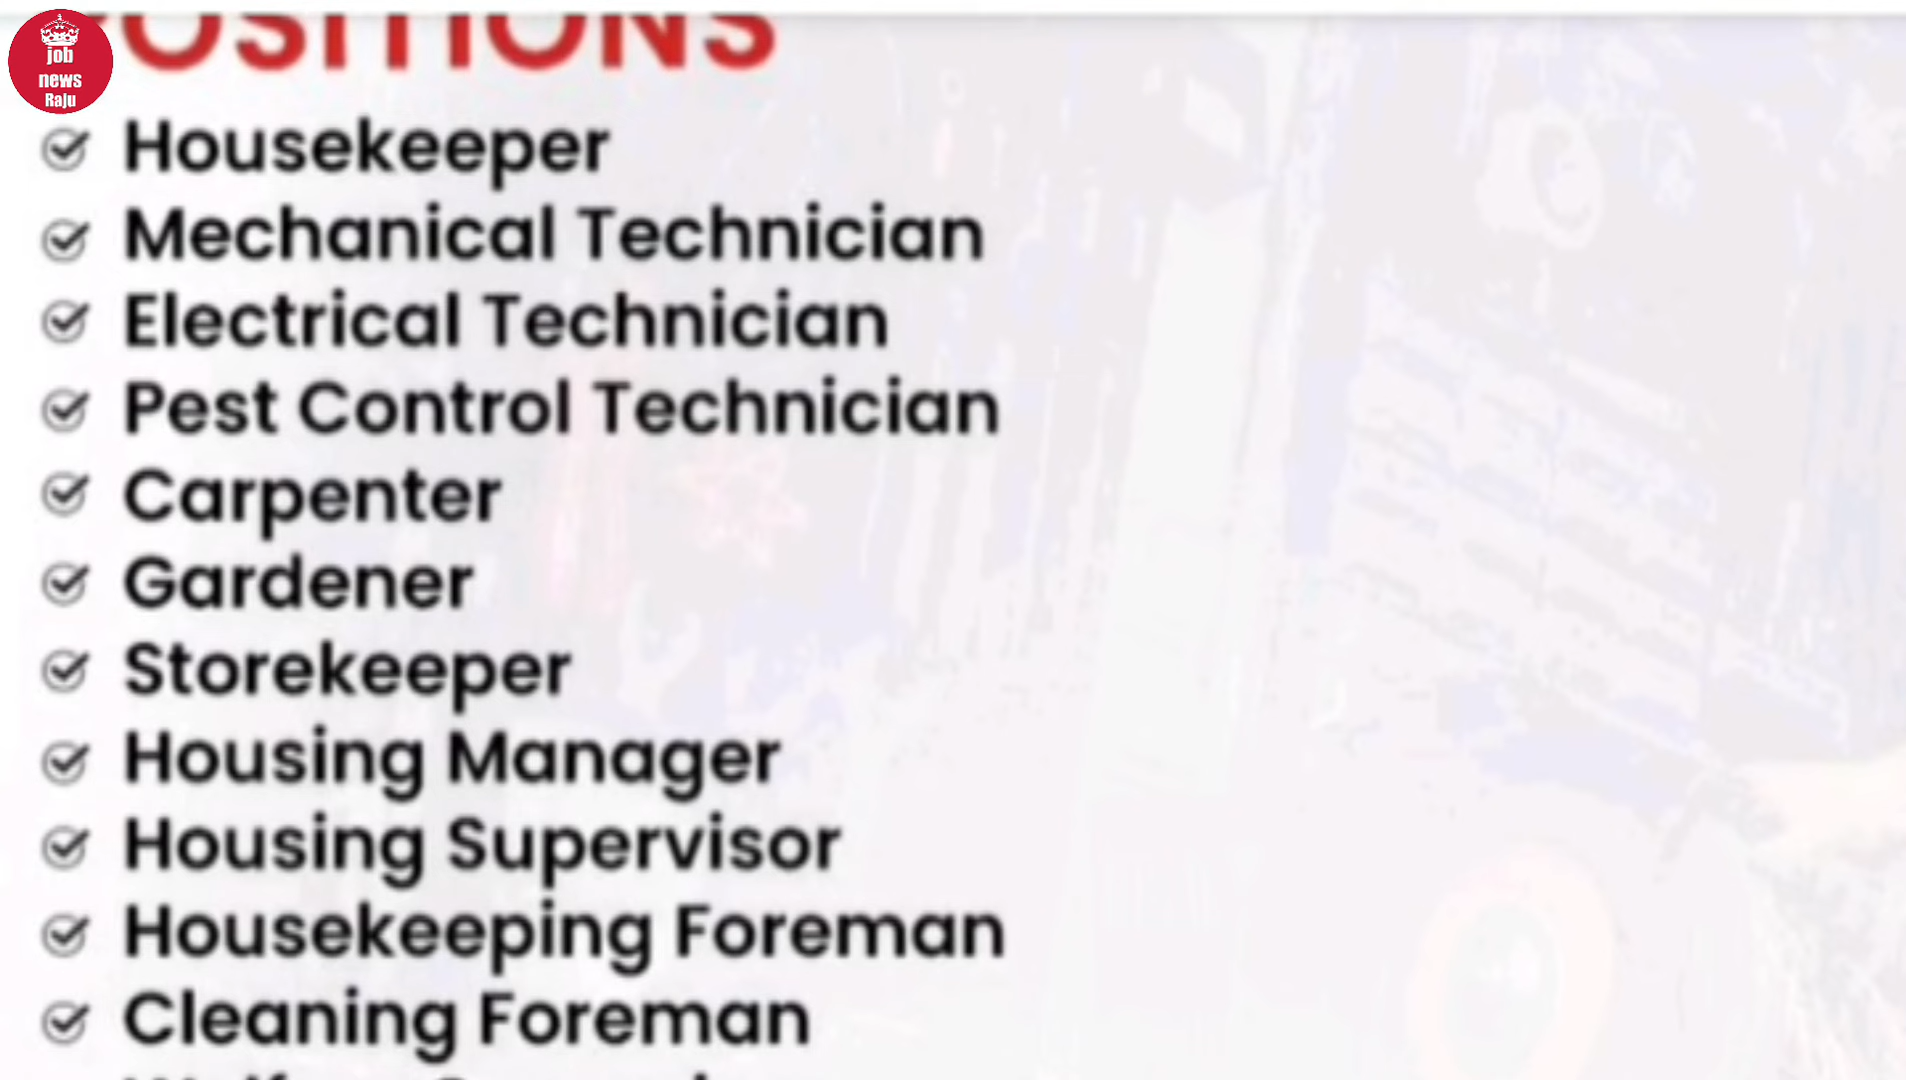 job
news
Raju
POSITIONS
Housekeeper
Mechanical Technician
Electrical Technician
Pest Control Technician
Carpenter
Gardener
Storekeeper
Housing Manager
Housing Supervisor
Housekeeping Foreman
Cleaning Foreman